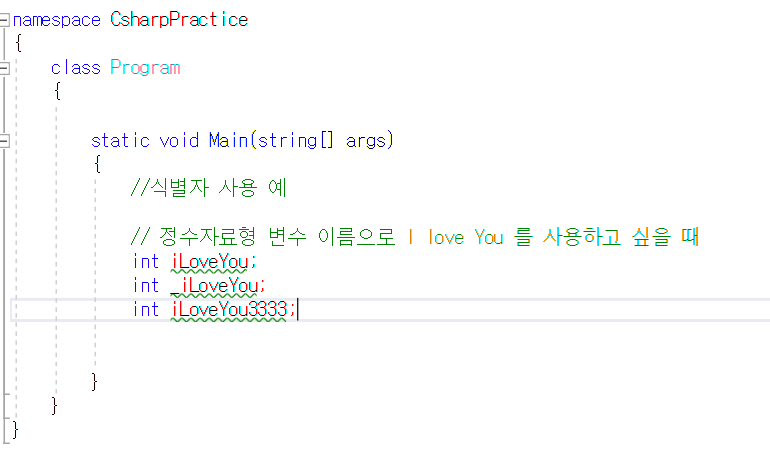 namespace CsharpPractice
{
class Program
{
static void Main(string[] args)
{
//식별자 사용 예
// 정수자료형 변수 이름으로 I love You 를 사용하고 싶을 때
int iLoveYou;
int _iLoveYou;
int iLoveYou3333;
}
}
}